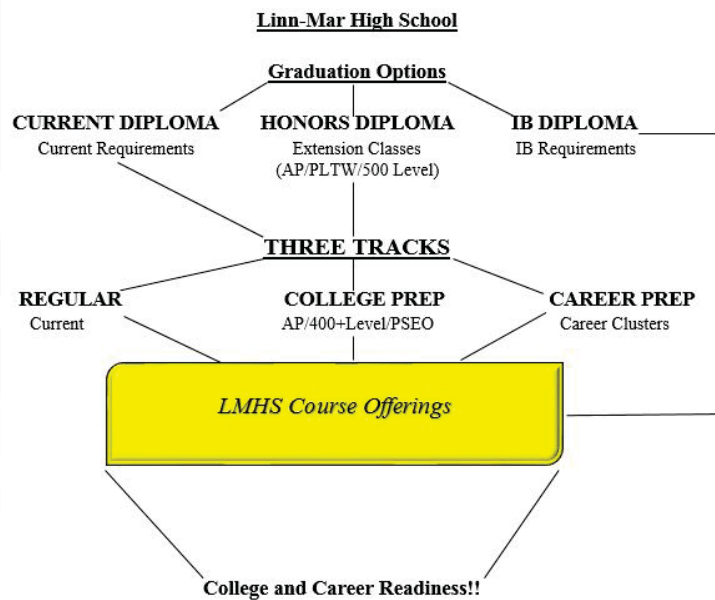 Linn-Mar High School
Graduation Options
CURRENT DIPLOMA HONORS DIPLOMA IB DIPLOMA
Current Requirements Extension Classes IB Requirements
(AP/PLTW/500 Level)
THREE TRACKS
REGULAR COLLEGE PREP CAREER PREP
Current AP/400+Level/PSEO Career Clusters
LMHS Course Offerings
College and Career Readiness!!